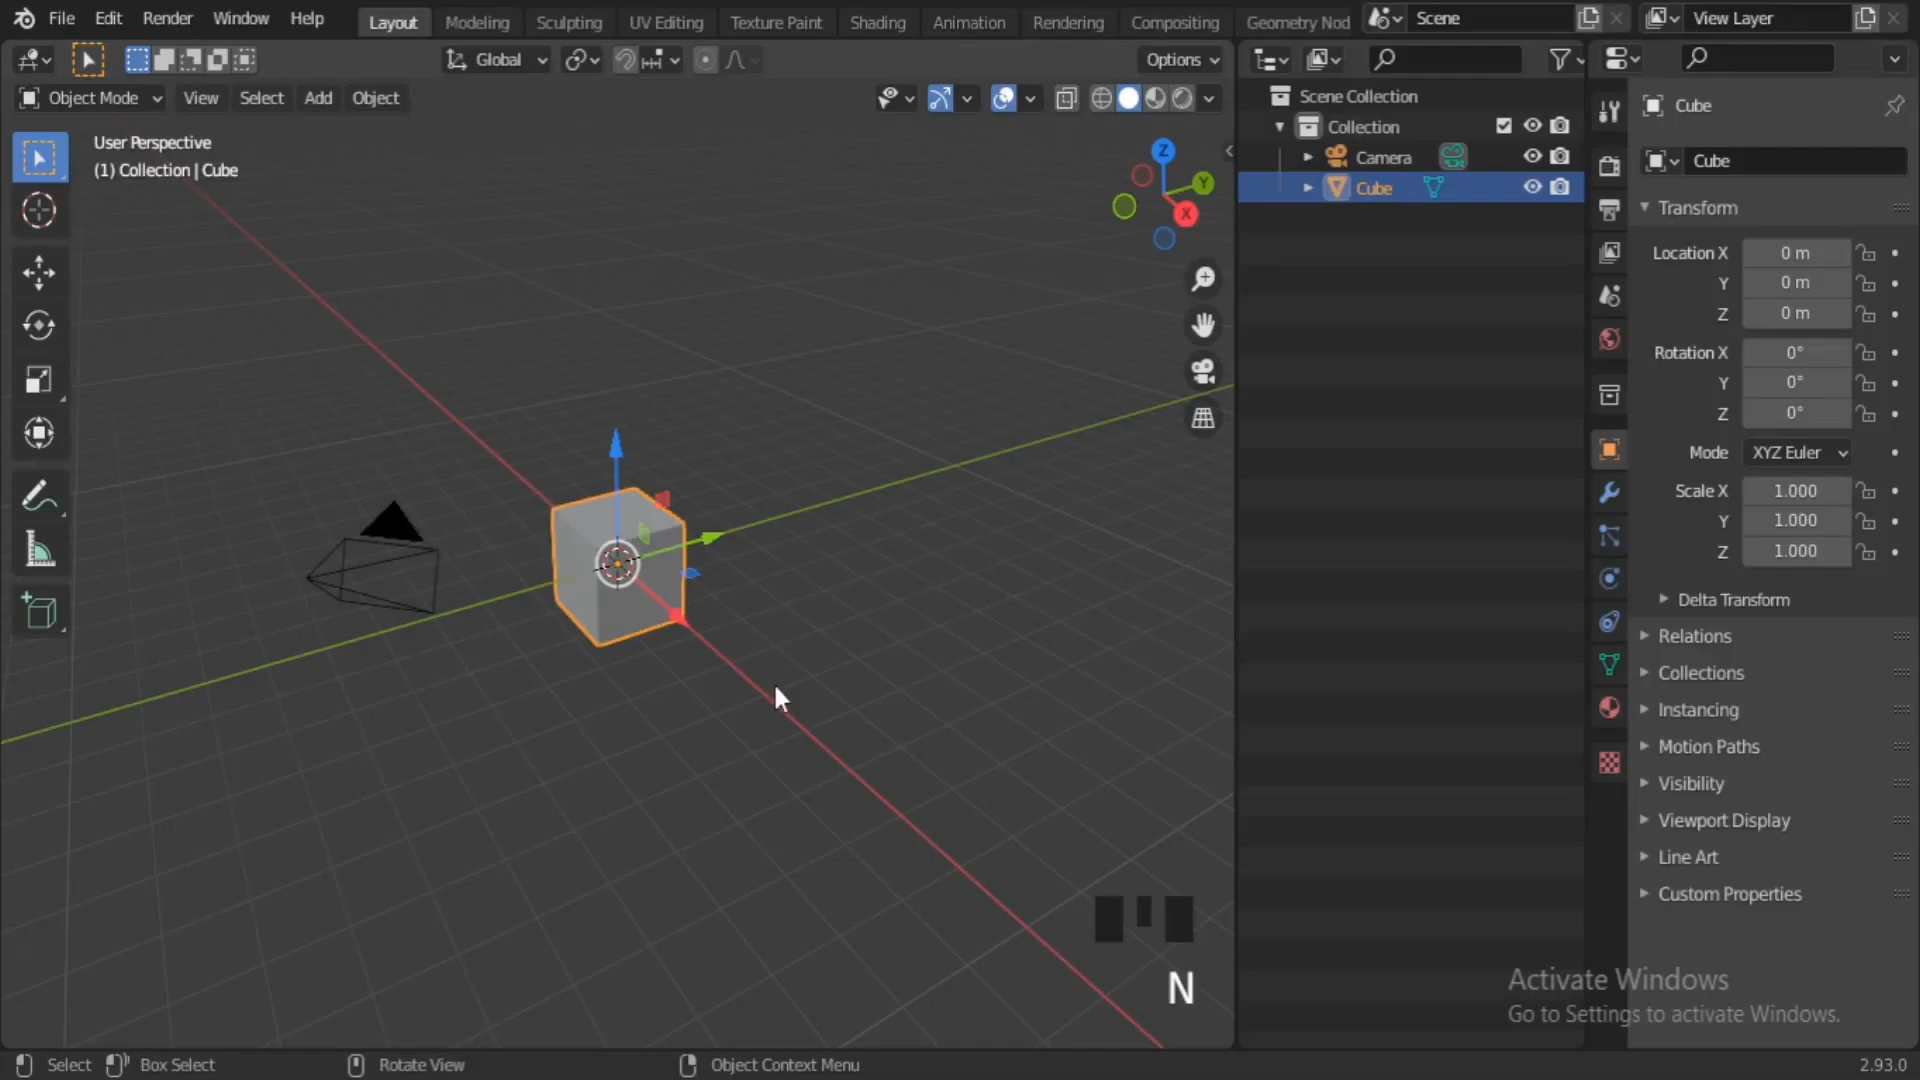 File Edit Render Window Help Layout Modeling Sculpting UV Editing Texture Paint Shading Animation Rendering Compositing Geometry Nod Scene View Layer
Global Options
Object Mode View Select Add Object
User Perspective
(1) Collection | Cube
Z
Y
X
N
Scene Collection
Collection
Camera
Cube
Cube
Cube
Transform
Location X 0 m
Y 0 m
Z 0 m
Rotation X 0°
Y 0°
Z 0°
Mode XYZ Euler
Scale X 1.000
Y 1.000
Z 1.000
Delta Transform
Relations
Collections
Instancing
Motion Paths
Visibility
Viewport Display
Line Art
Custom Properties
Activate Windows
Go to Settings to activate Windows.
Select Box Select Rotate View Object Context Menu 2.93.0